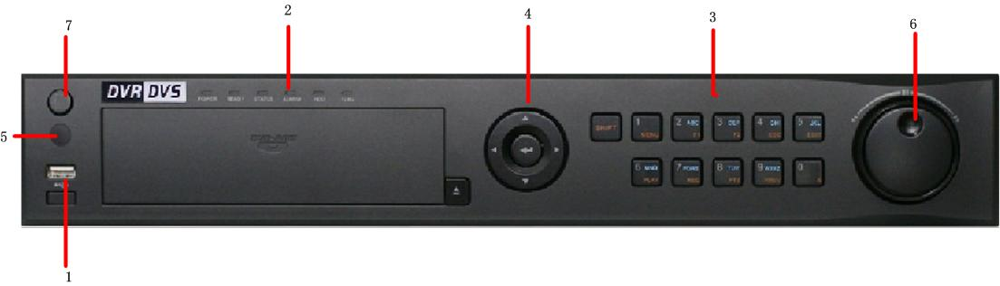 7
2
4
3
6
DVR DVS
POWER READY STATUS ALARM HDD
5
SHIFT
1 MENU
2 ABC F1
3 DEF F2
4 GHI ESC
5 JKL EDIT
6 MNO PLAY
7 PQRS REC
8 TUV PTZ
9 WXYZ PREV
0 A
1